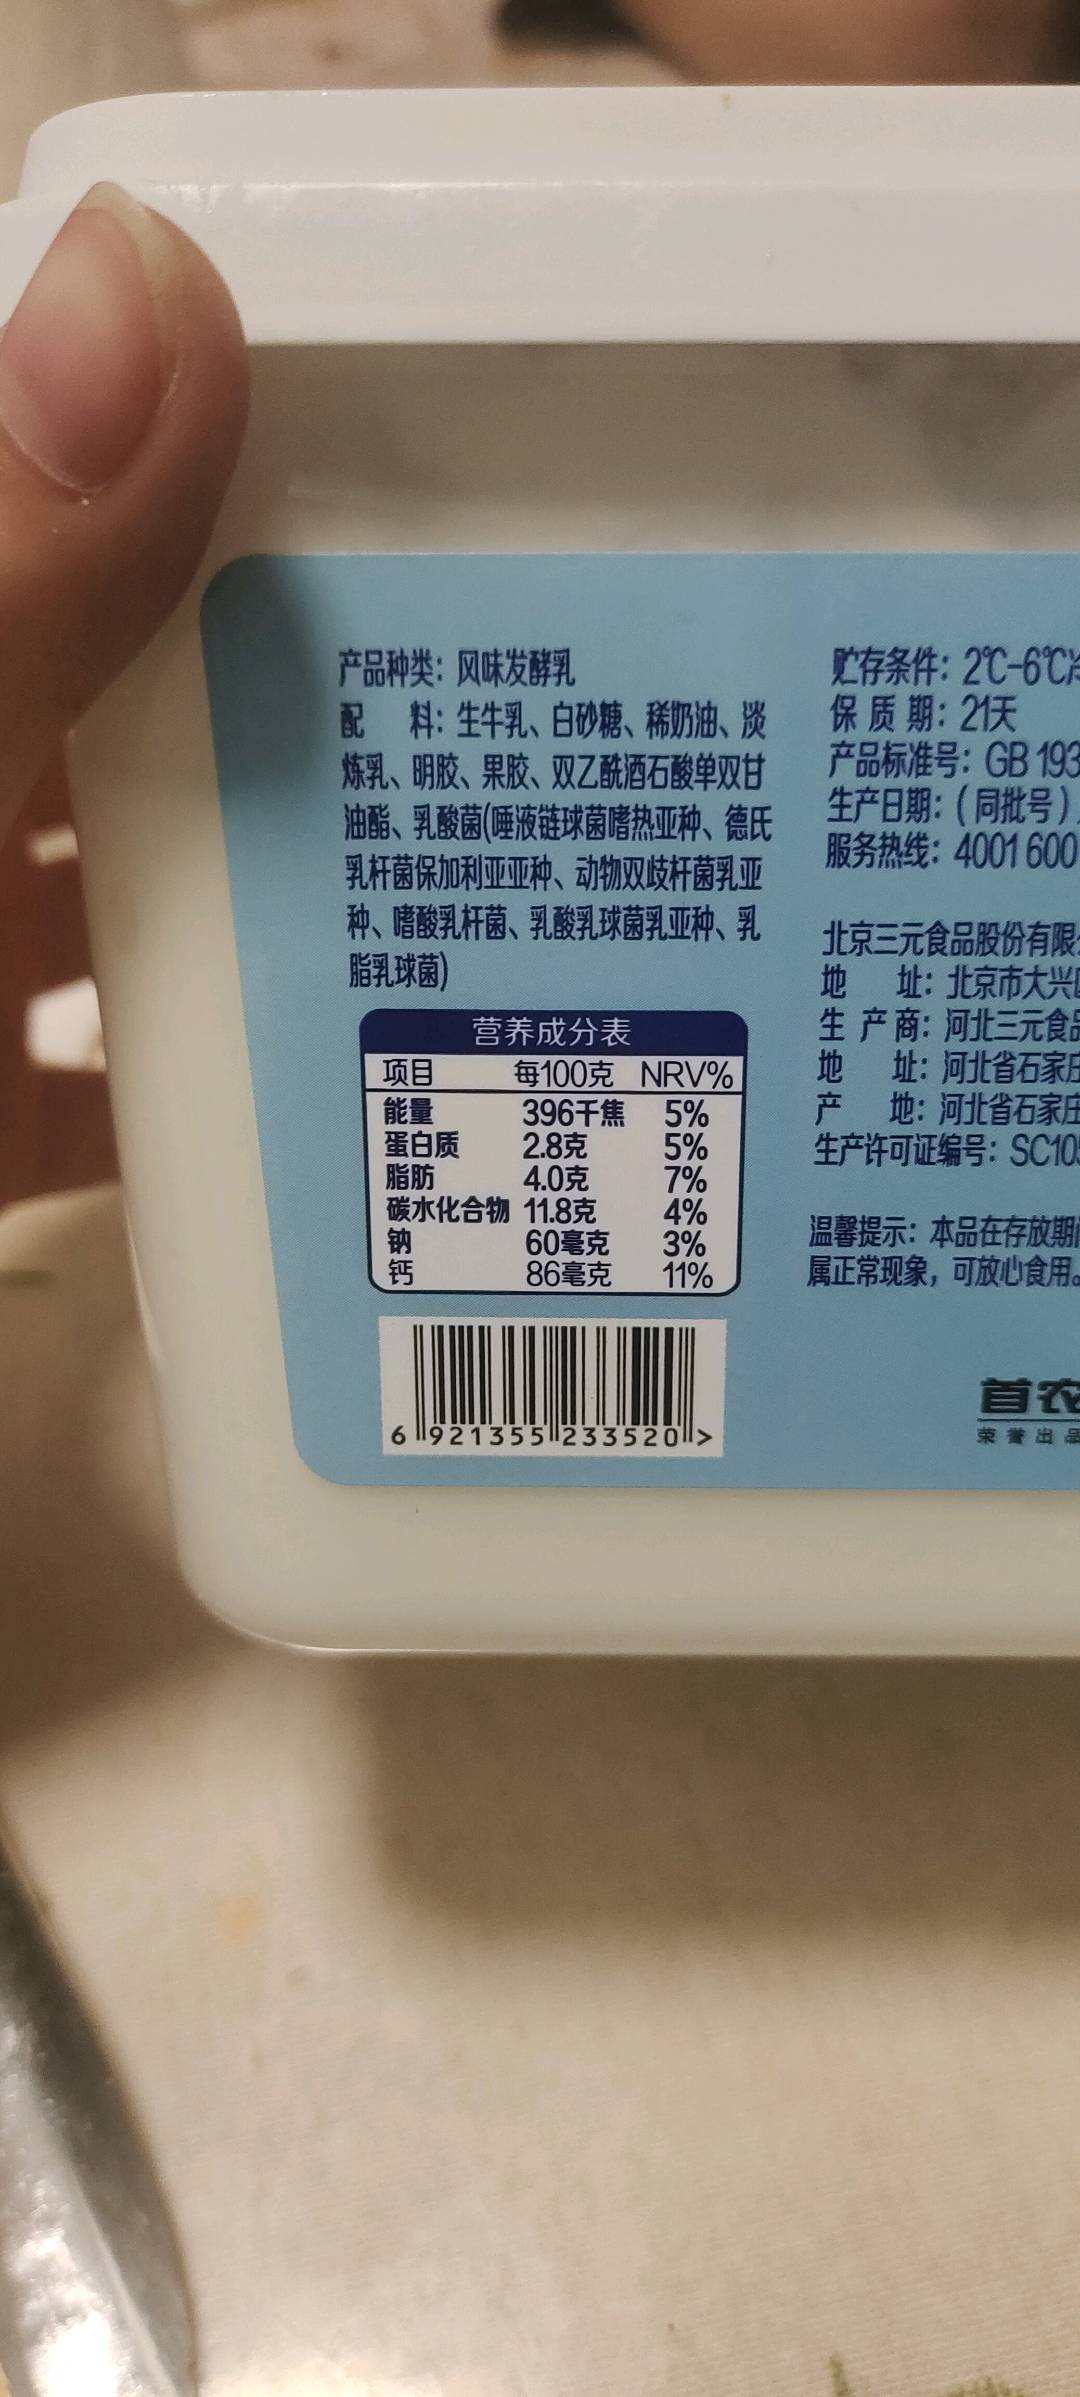 产品种类：风味发酵乳
配 料：生牛乳、白砂糖、稀奶油、淡
炼乳、明胶、果胶、双乙酰酒石酸单双甘
油酯、乳酸菌(唾液链球菌嗜热亚种、德氏
乳杆菌保加利亚亚种、动物双歧杆菌乳亚
种、嗜酸乳杆菌、乳酸乳球菌乳亚种、乳
脂乳球菌)
营养成分表
项目 每100克 NRV%
能量 396千焦 5%
蛋白质 2.8克 5%
脂肪 4.0克 7%
碳水化合物 11.8克 4%
钠 60毫克 3%
钙 86毫克 11%
6 921355 233520 >
贮存条件：2℃-6℃
保 质 期：21天
产品标准号：GB 193
生产日期：(同批号)
服务热线：4001 600
北京三元食品股份有限
地 址：北京市大兴
生 产 商：河北三元食
地 址：河北省石家庄
产 地：河北省石家庄
生产许可证编号：SC10
温馨提示：本品在存放期
属正常现象，可放心食用。
首农
荣誉出品